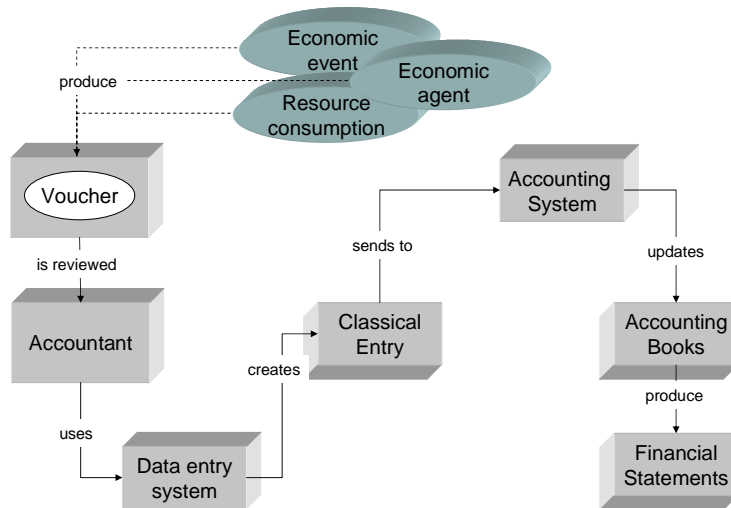 Economic
event
Economic
agent
Resource
consumption
produce
Voucher
is reviewed
Accountant
uses
Data entry
system
creates
Classical
Entry
sends to
Accounting
System
updates
Accounting
Books
produce
Financial
Statements